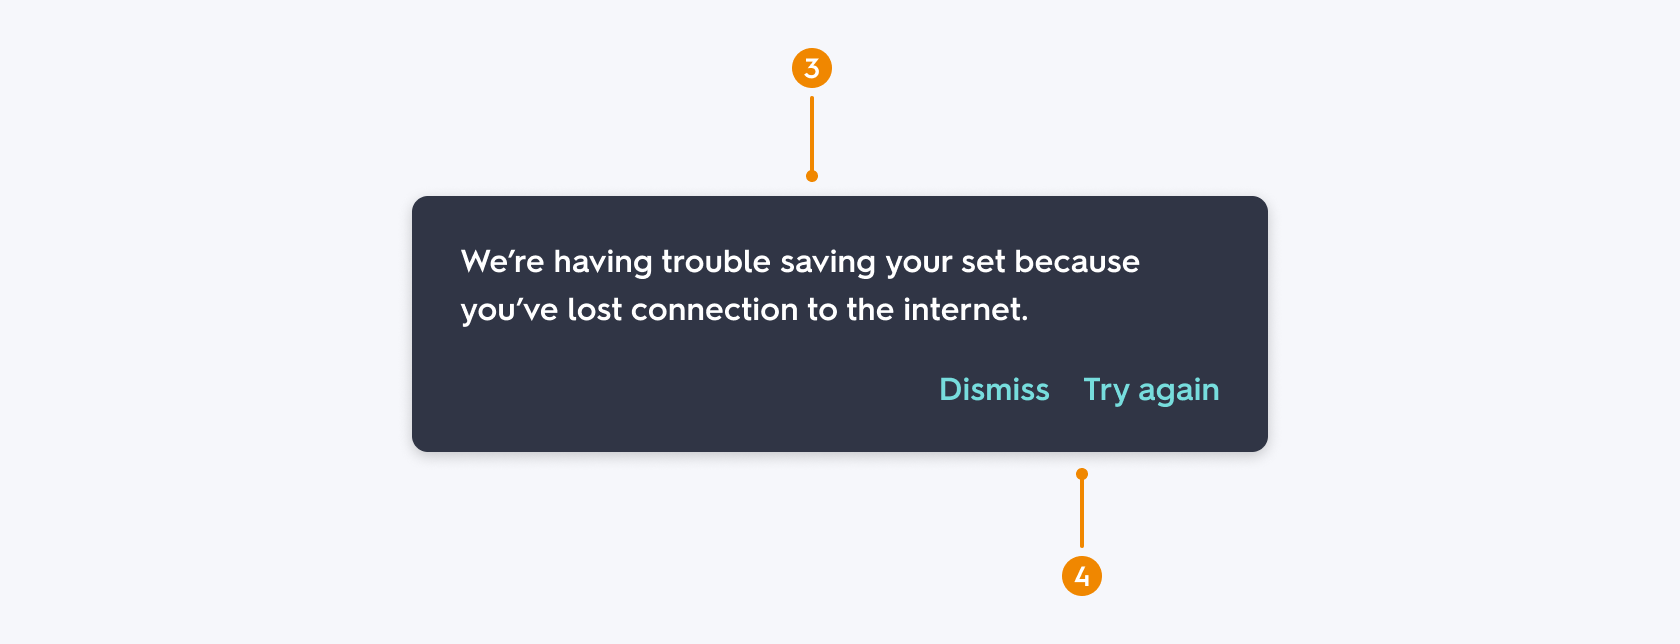 3
We’re having trouble saving your set because
you’ve lost connection to the internet.
Dismiss Try again
4